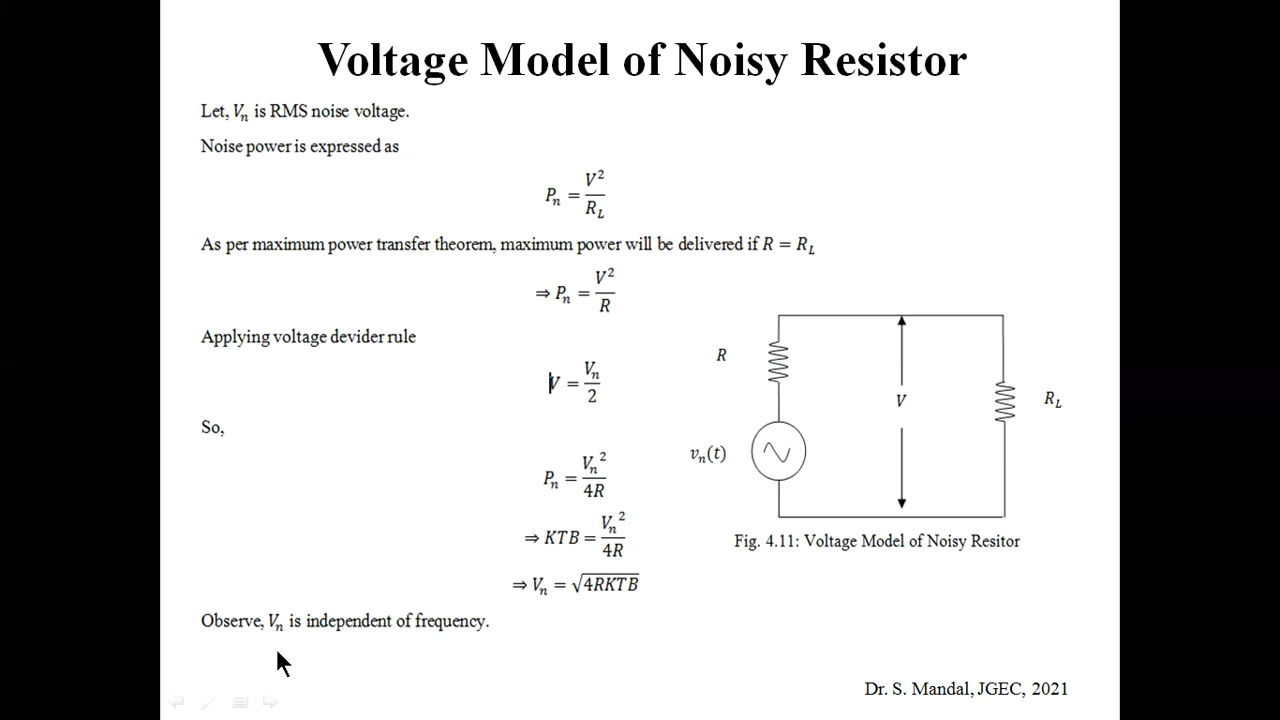 Voltage Model of Noisy Resistor
Let, Vₙ is RMS noise voltage.
Noise power is expressed as
Pₙ = V²/R_L
As per maximum power transfer theorem, maximum power will be delivered if R = R_L
⇒ Pₙ = V²/R
Applying voltage devider rule
V = Vₙ/2
So,
Pₙ = Vₙ²/4R
⇒ KTB = Vₙ²/4R
⇒ Vₙ = √4RKTB
Observe, Vₙ is independent of frequency.
R
V
R_L
vₙ(t)
Fig. 4.11: Voltage Model of Noisy Resitor
Dr. S. Mandal, JGEC, 2021